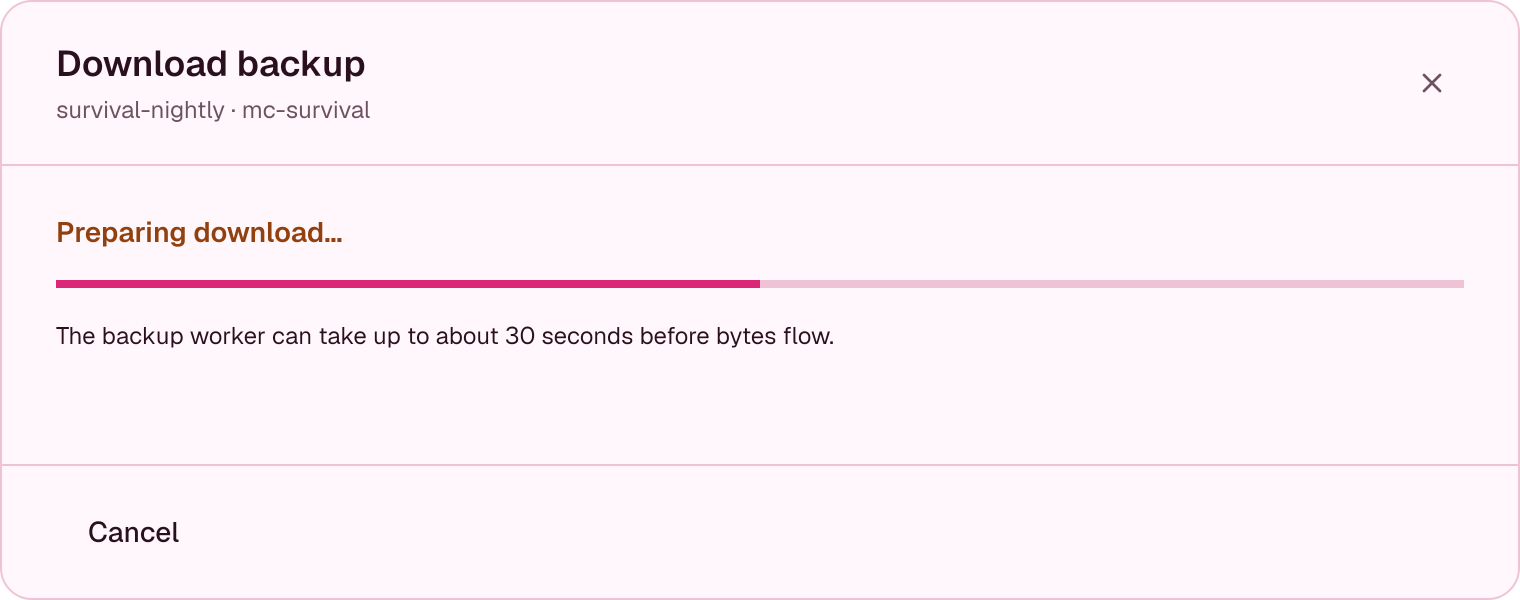 Download backup
survival-nightly · mc-survival
Preparing download…
The backup worker can take up to about 30 seconds before bytes flow.
Cancel